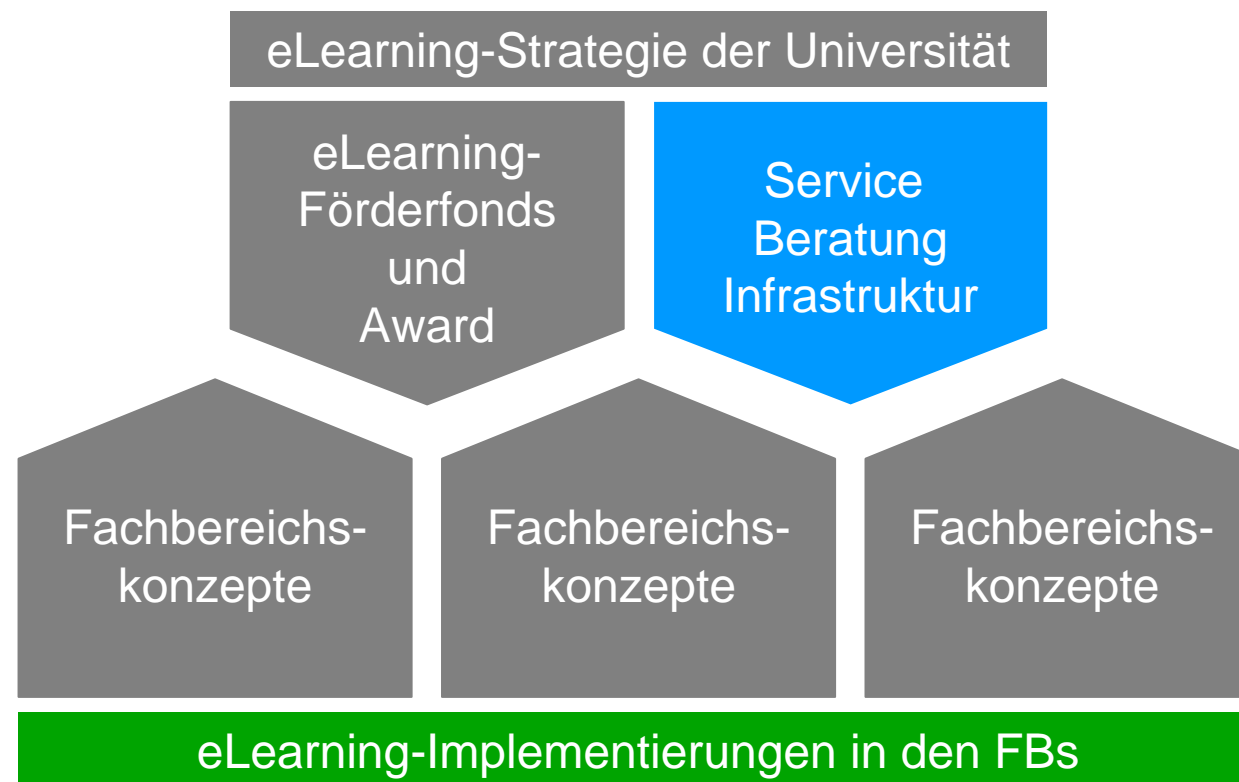 eLearning-Strategie der Universität
eLearning-
Förderfonds
und
Award
Service
Beratung
Infrastruktur
Fachbereichs-
konzepte
Fachbereichs-
konzepte
Fachbereichs-
konzepte
eLearning-Implementierungen in den FBs